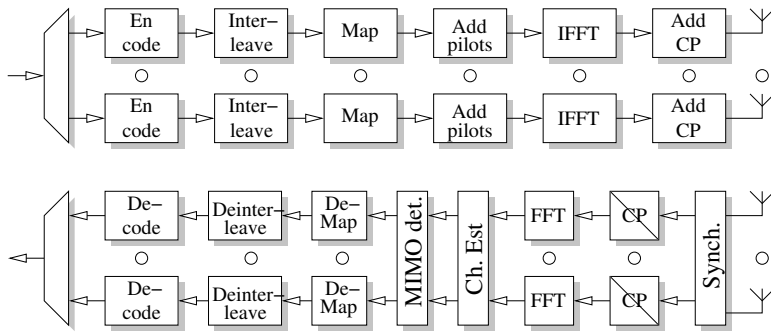 En
code
Inter-
leave
Map
Add
pilots
IFFT
Add
CP
En
code
Inter-
leave
Map
Add
pilots
IFFT
Add
CP
De-
code
Deinter-
leave
De-
Map
MIMO det.
Ch. Est
FFT
CP
Synch.
De-
code
Deinter-
leave
De-
Map
FFT
CP